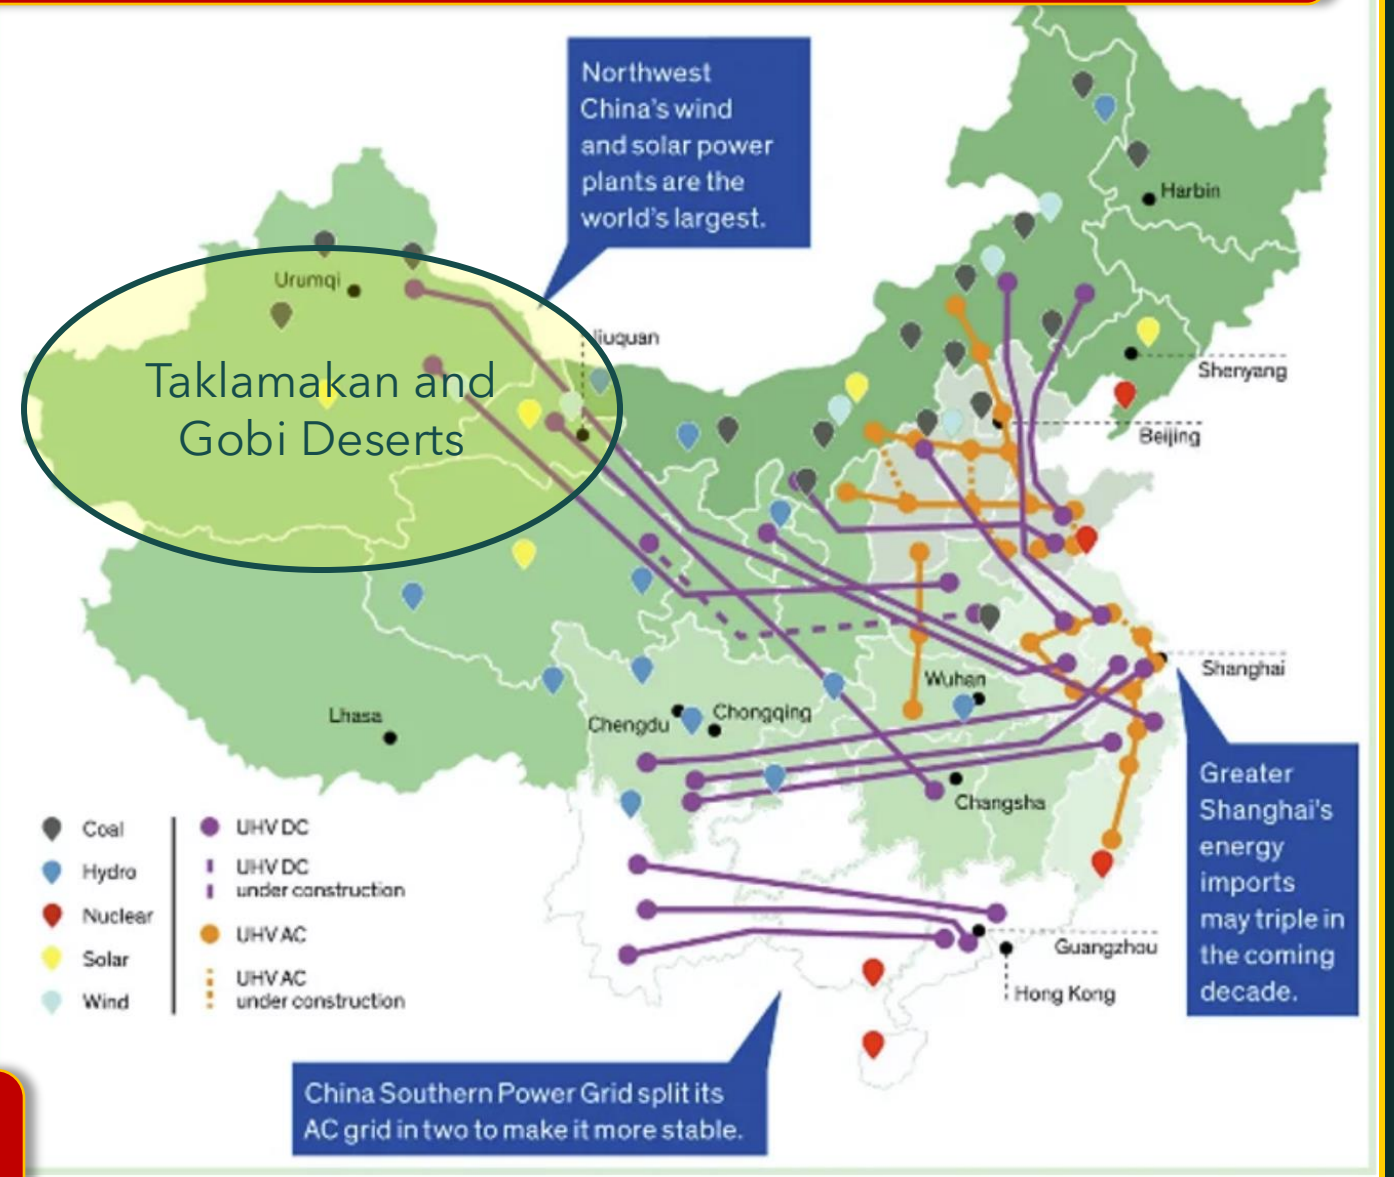 Northwest
China's wind
and solar power
plants are the
world's largest.
Harbin
Urumqi
Jiuquan
Taklamakan and
Gobi Deserts
Shenyang
Beijing
Shanghai
Wuhan
Lhasa
Chengdu
Chongqing
Changsha
Greater
Shanghai's
energy
imports
may triple in
the coming
decade.
Coal
Hydro
Nuclear
Solar
Wind
UHV DC
UHV DC
under construction
UHV AC
UHV AC
under construction
Guangzhou
Hong Kong
China Southern Power Grid split its
AC grid in two to make it more stable.